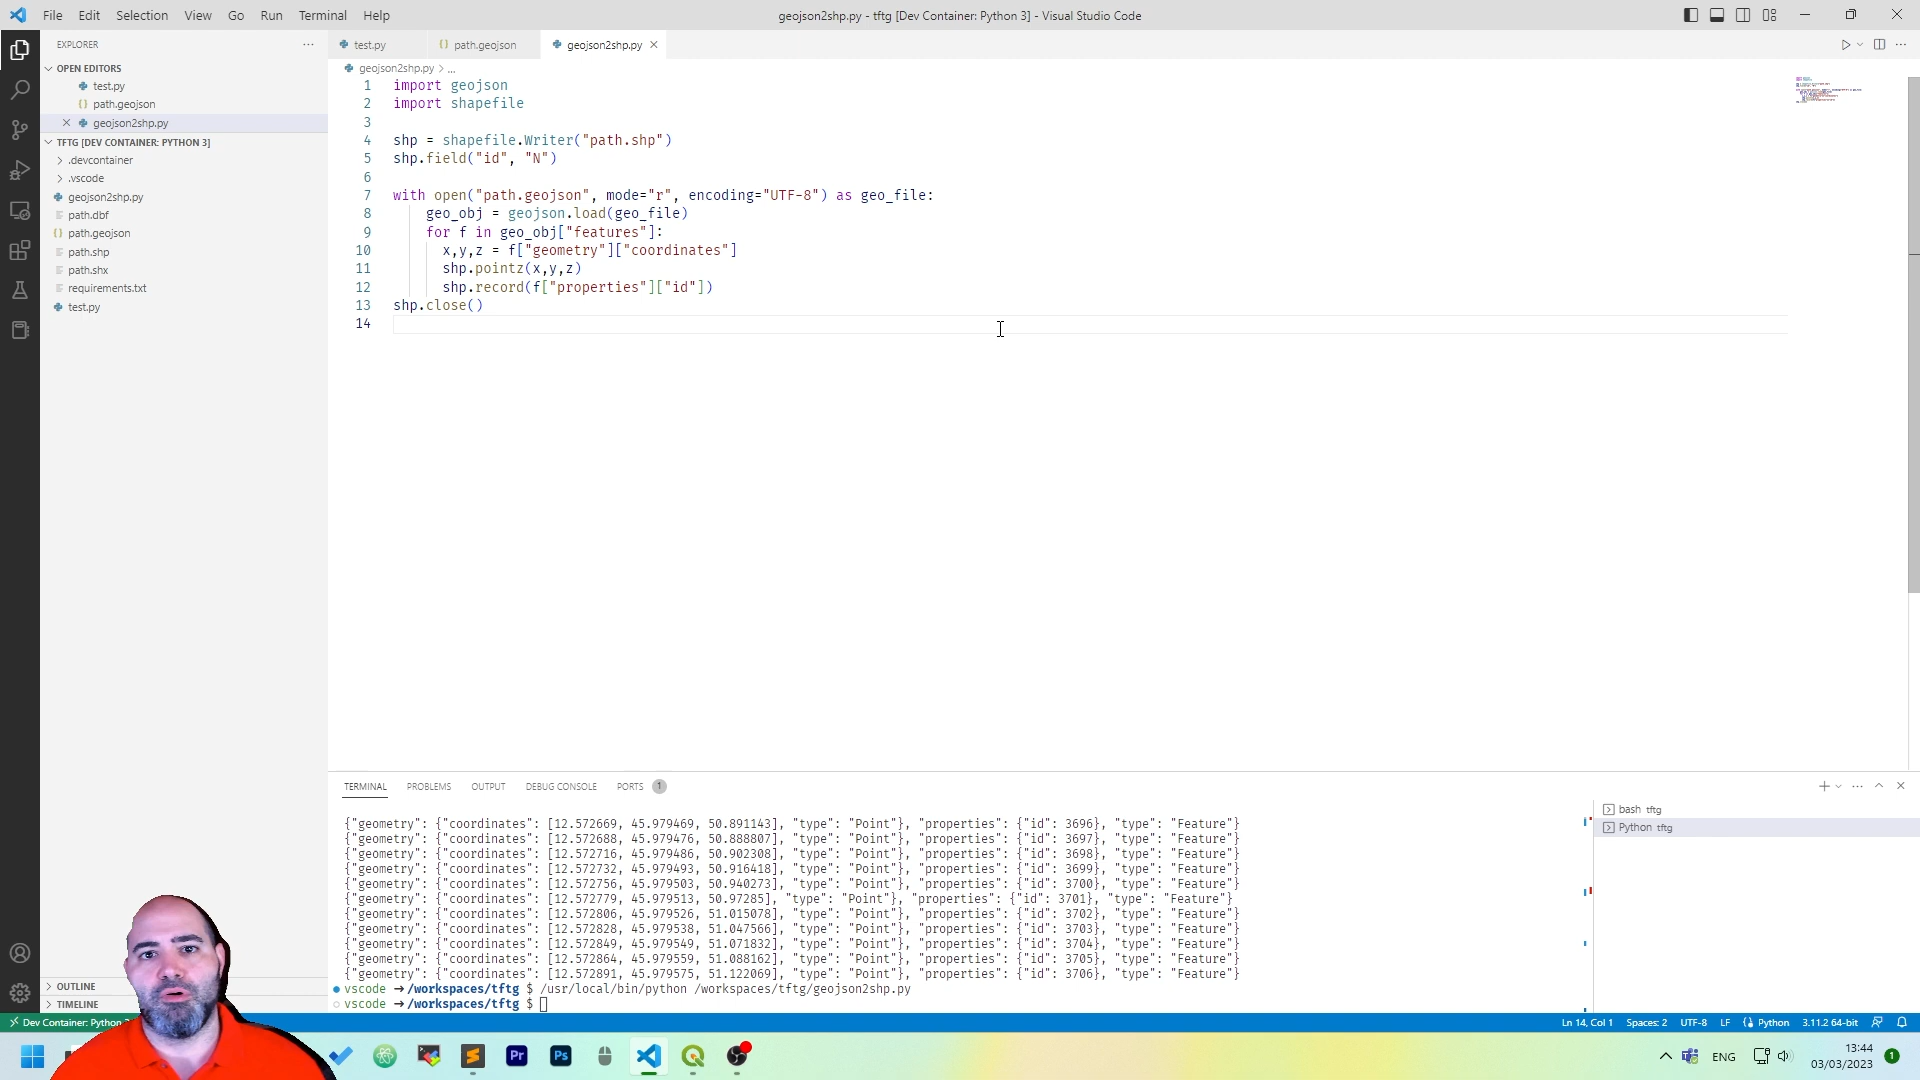 File Edit Selection View Go Run Terminal Help
geojson2shp.py - tftg [Dev Container: Python 3] - Visual Studio Code
EXPLORER
test.py
path.geojson
geojson2shp.py
OPEN EDITORS
test.py
path.geojson
geojson2shp.py
TFTG [DEV CONTAINER: PYTHON 3]
.devcontainer
.vscode
geojson2shp.py
path.dbf
path.geojson
path.shp
path.shx
requirements.txt
test.py
OUTLINE
TIMELINE
geojson2shp.py > ...
1 import geojson
2 import shapefile
3
4 shp = shapefile.Writer("path.shp")
5 shp.field("id", "N")
6
7 with open("path.geojson", mode="r", encoding="UTF-8") as geo_file:
8 geo_obj = geojson.load(geo_file)
9 for f in geo_obj["features"]:
10 x,y,z = f["geometry"]["coordinates"]
11 shp.pointz(x,y,z)
12 shp.record(f["properties"]["id"])
13 shp.close()
14
TERMINAL PROBLEMS OUTPUT DEBUG CONSOLE PORTS 1
bash tftg
Python tftg
{"geometry": {"coordinates": [12.572669, 45.979469, 50.891143], "type": "Point"}, "properties": {"id": 3696}, "type": "Feature"}
{"geometry": {"coordinates": [12.572688, 45.979476, 50.888807], "type": "Point"}, "properties": {"id": 3697}, "type": "Feature"}
{"geometry": {"coordinates": [12.572716, 45.979486, 50.902308], "type": "Point"}, "properties": {"id": 3698}, "type": "Feature"}
{"geometry": {"coordinates": [12.572732, 45.979493, 50.916418], "type": "Point"}, "properties": {"id": 3699}, "type": "Feature"}
{"geometry": {"coordinates": [12.572756, 45.979503, 50.940273], "type": "Point"}, "properties": {"id": 3700}, "type": "Feature"}
{"geometry": {"coordinates": [12.572779, 45.979513, 50.97285], "type": "Point"}, "properties": {"id": 3701}, "type": "Feature"}
{"geometry": {"coordinates": [12.572806, 45.979526, 51.015078], "type": "Point"}, "properties": {"id": 3702}, "type": "Feature"}
{"geometry": {"coordinates": [12.572828, 45.979538, 51.047566], "type": "Point"}, "properties": {"id": 3703}, "type": "Feature"}
{"geometry": {"coordinates": [12.572849, 45.979549, 51.071832], "type": "Point"}, "properties": {"id": 3704}, "type": "Feature"}
{"geometry": {"coordinates": [12.572864, 45.979559, 51.088162], "type": "Point"}, "properties": {"id": 3705}, "type": "Feature"}
{"geometry": {"coordinates": [12.572891, 45.979575, 51.122069], "type": "Point"}, "properties": {"id": 3706}, "type": "Feature"}
vscode → /workspaces/tftg $ /usr/local/bin/python /workspaces/tftg/geojson2shp.py
vscode → /workspaces/tftg $
Dev Container: Python
Ln 14, Col 1 Spaces: 2 UTF-8 LF Python 3.11.2 64-bit
Pr Ps
ENG
13:44
03/03/2023
1